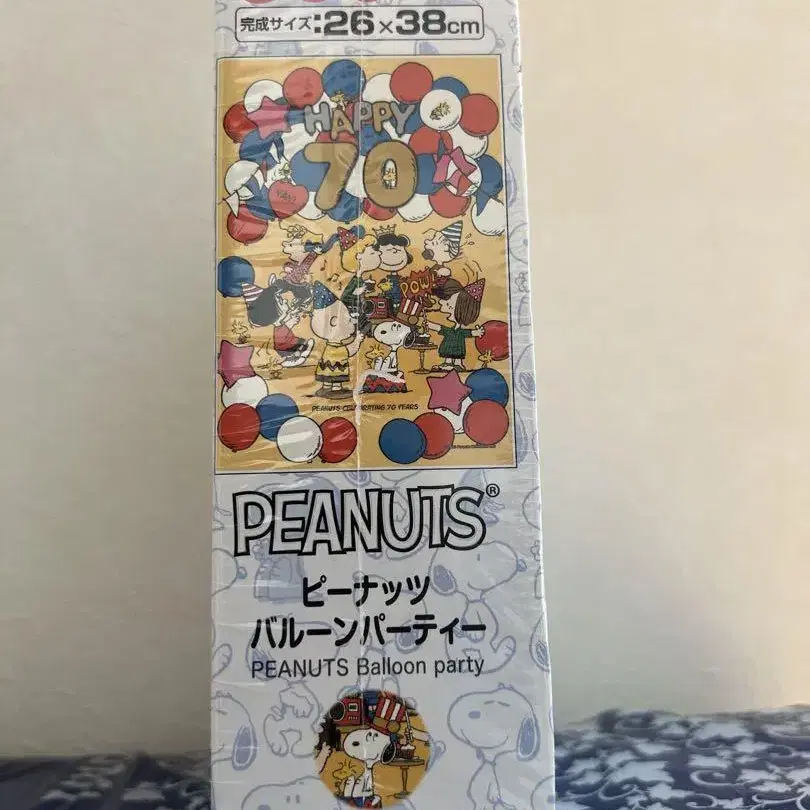 完成サイズ:26×38cm
HAPPY
70
YAY!
POW!
PEANUTS CELEBRATING 70 YEARS
PEANUTS®
ピーナッツ
バルーンパーティー
PEANUTS Balloon party